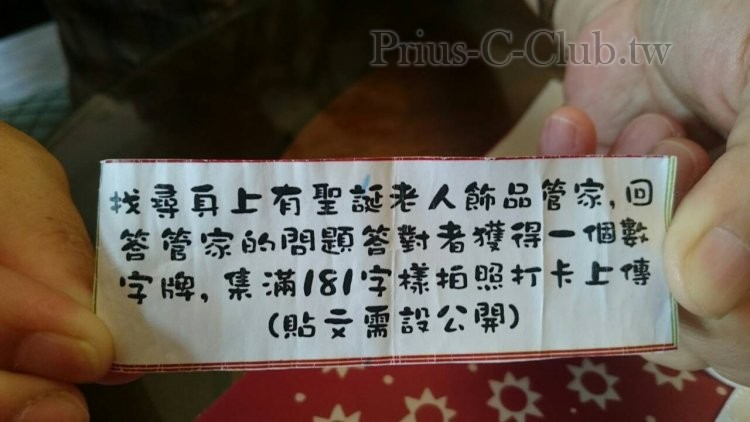 Prius-C-Club.tw
找尋身上有聖誕老人飾品管家,回
答管家的問題答對者獲得一個數
字牌,集滿181字樣拍照打卡上傳
(貼文需設公開)